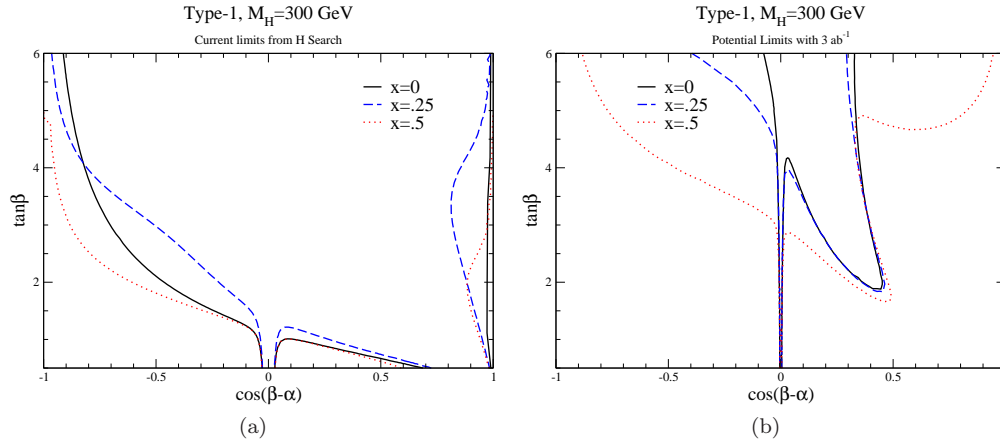 Type-1, M_H=300 GeV
Current limits from H Search
6
4
2
tanβ
x=0
x=.25
x=.5
-1
-0.5
0
0.5
1
cos(β-α)
(a)
Type-1, M_H=300 GeV
Potential Limits with 3 ab⁻¹
6
4
2
tanβ
x=0
x=.25
x=.5
-1
-0.5
0
0.5
cos(β-α)
(b)